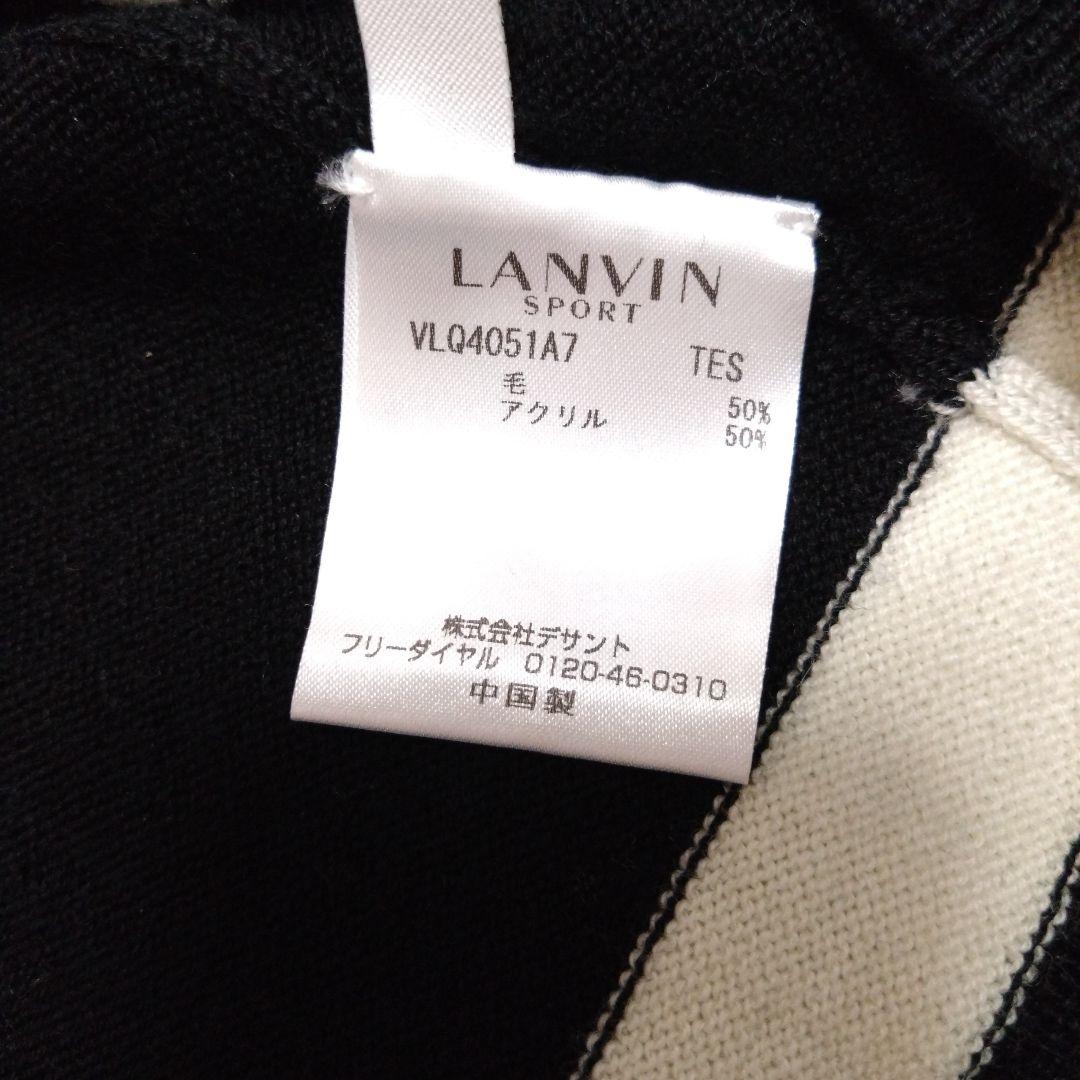 LANVIN
SPORT
VLQ4051A7 TES
毛 50%
アクリル 50%
株式会社デサント
フリーダイヤル 0120-46-0310
中国製